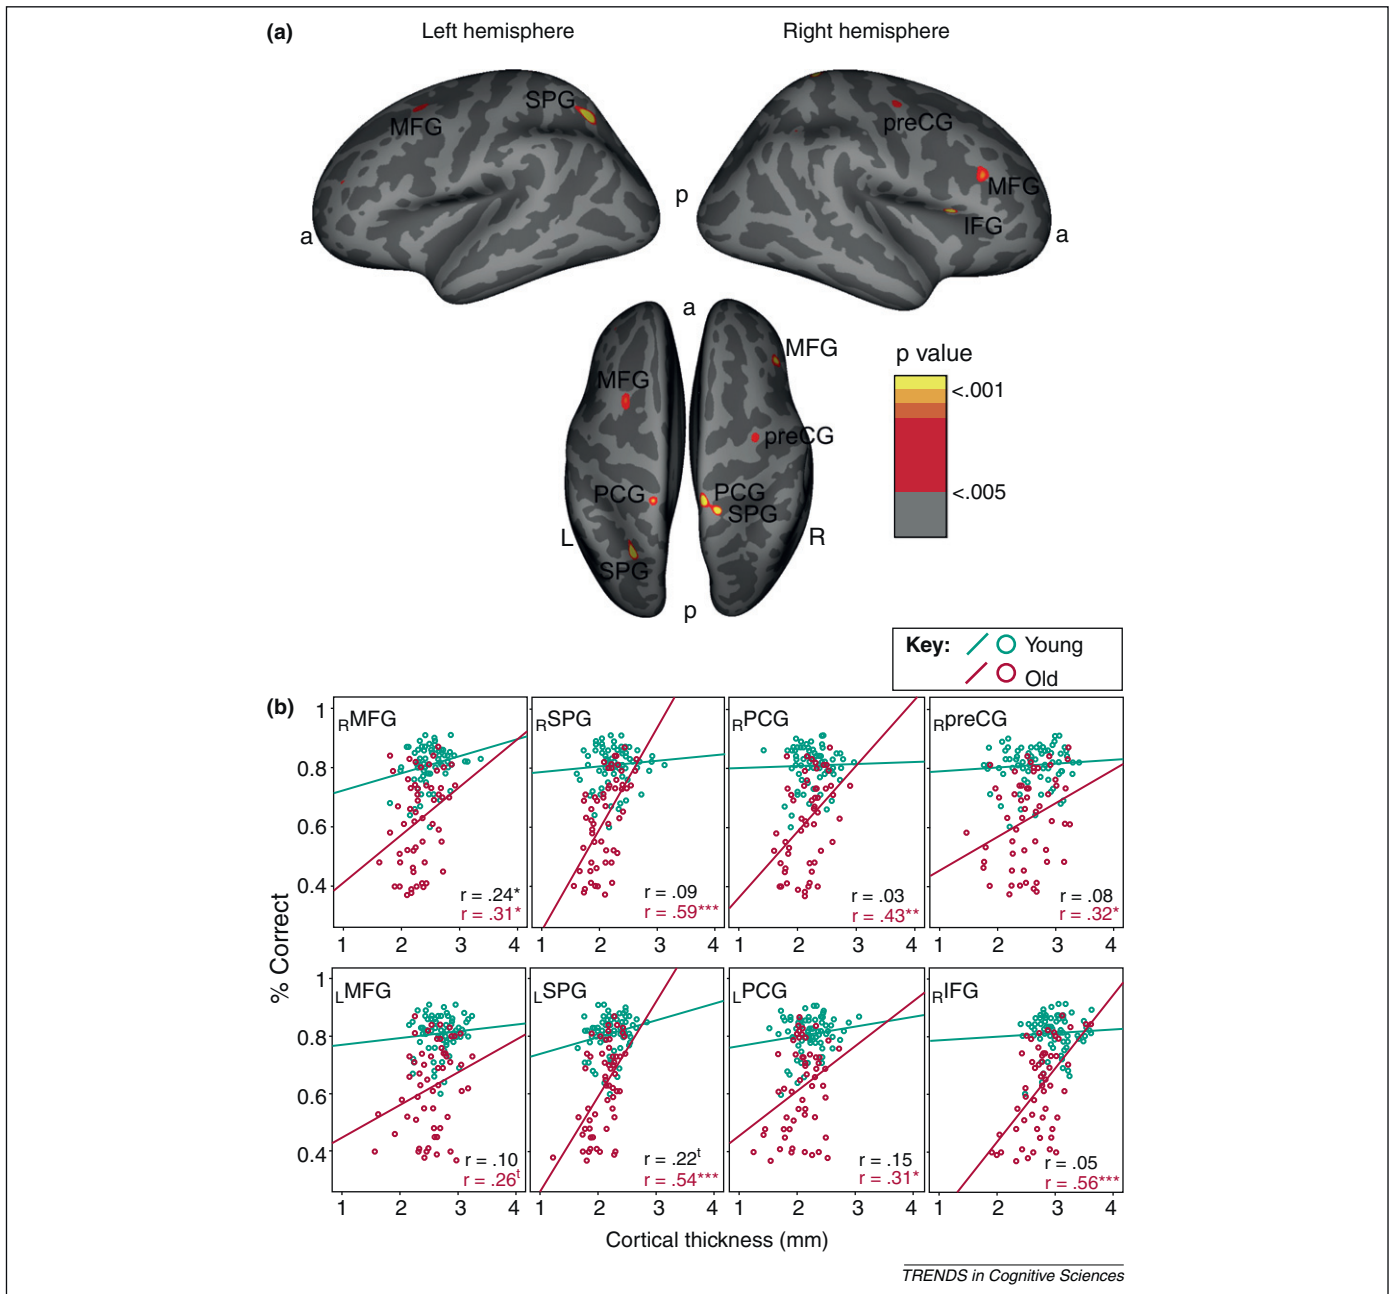 (a)
Left hemisphere
Right hemisphere
SPG
MFG
preCG
MFG
IFG
a
p
a
a
MFG
MFG
preCG
PCG
PCG
SPG
SPG
L
R
p
p value
<.001
<.005
Key:
Young
Old
(b)
% Correct
1
0.8
0.6
0.4
RMFG
r = .24*
r = .31*
1 2 3 4
RSPG
r = .09
r = .59***
1 2 3 4
RPCG
r = .03
r = .43**
1 2 3 4
RpreCG
r = .08
r = .32*
1 2 3 4
1
0.8
0.6
0.4
LMFG
r = .10
r = .26t
1 2 3 4
LSPG
r = .22t
r = .54***
1 2 3 4
LPCG
r = .15
r = .31*
1 2 3 4
RIFG
r = .05
r = .56***
1 2 3 4
Cortical thickness (mm)
TRENDS in Cognitive Sciences